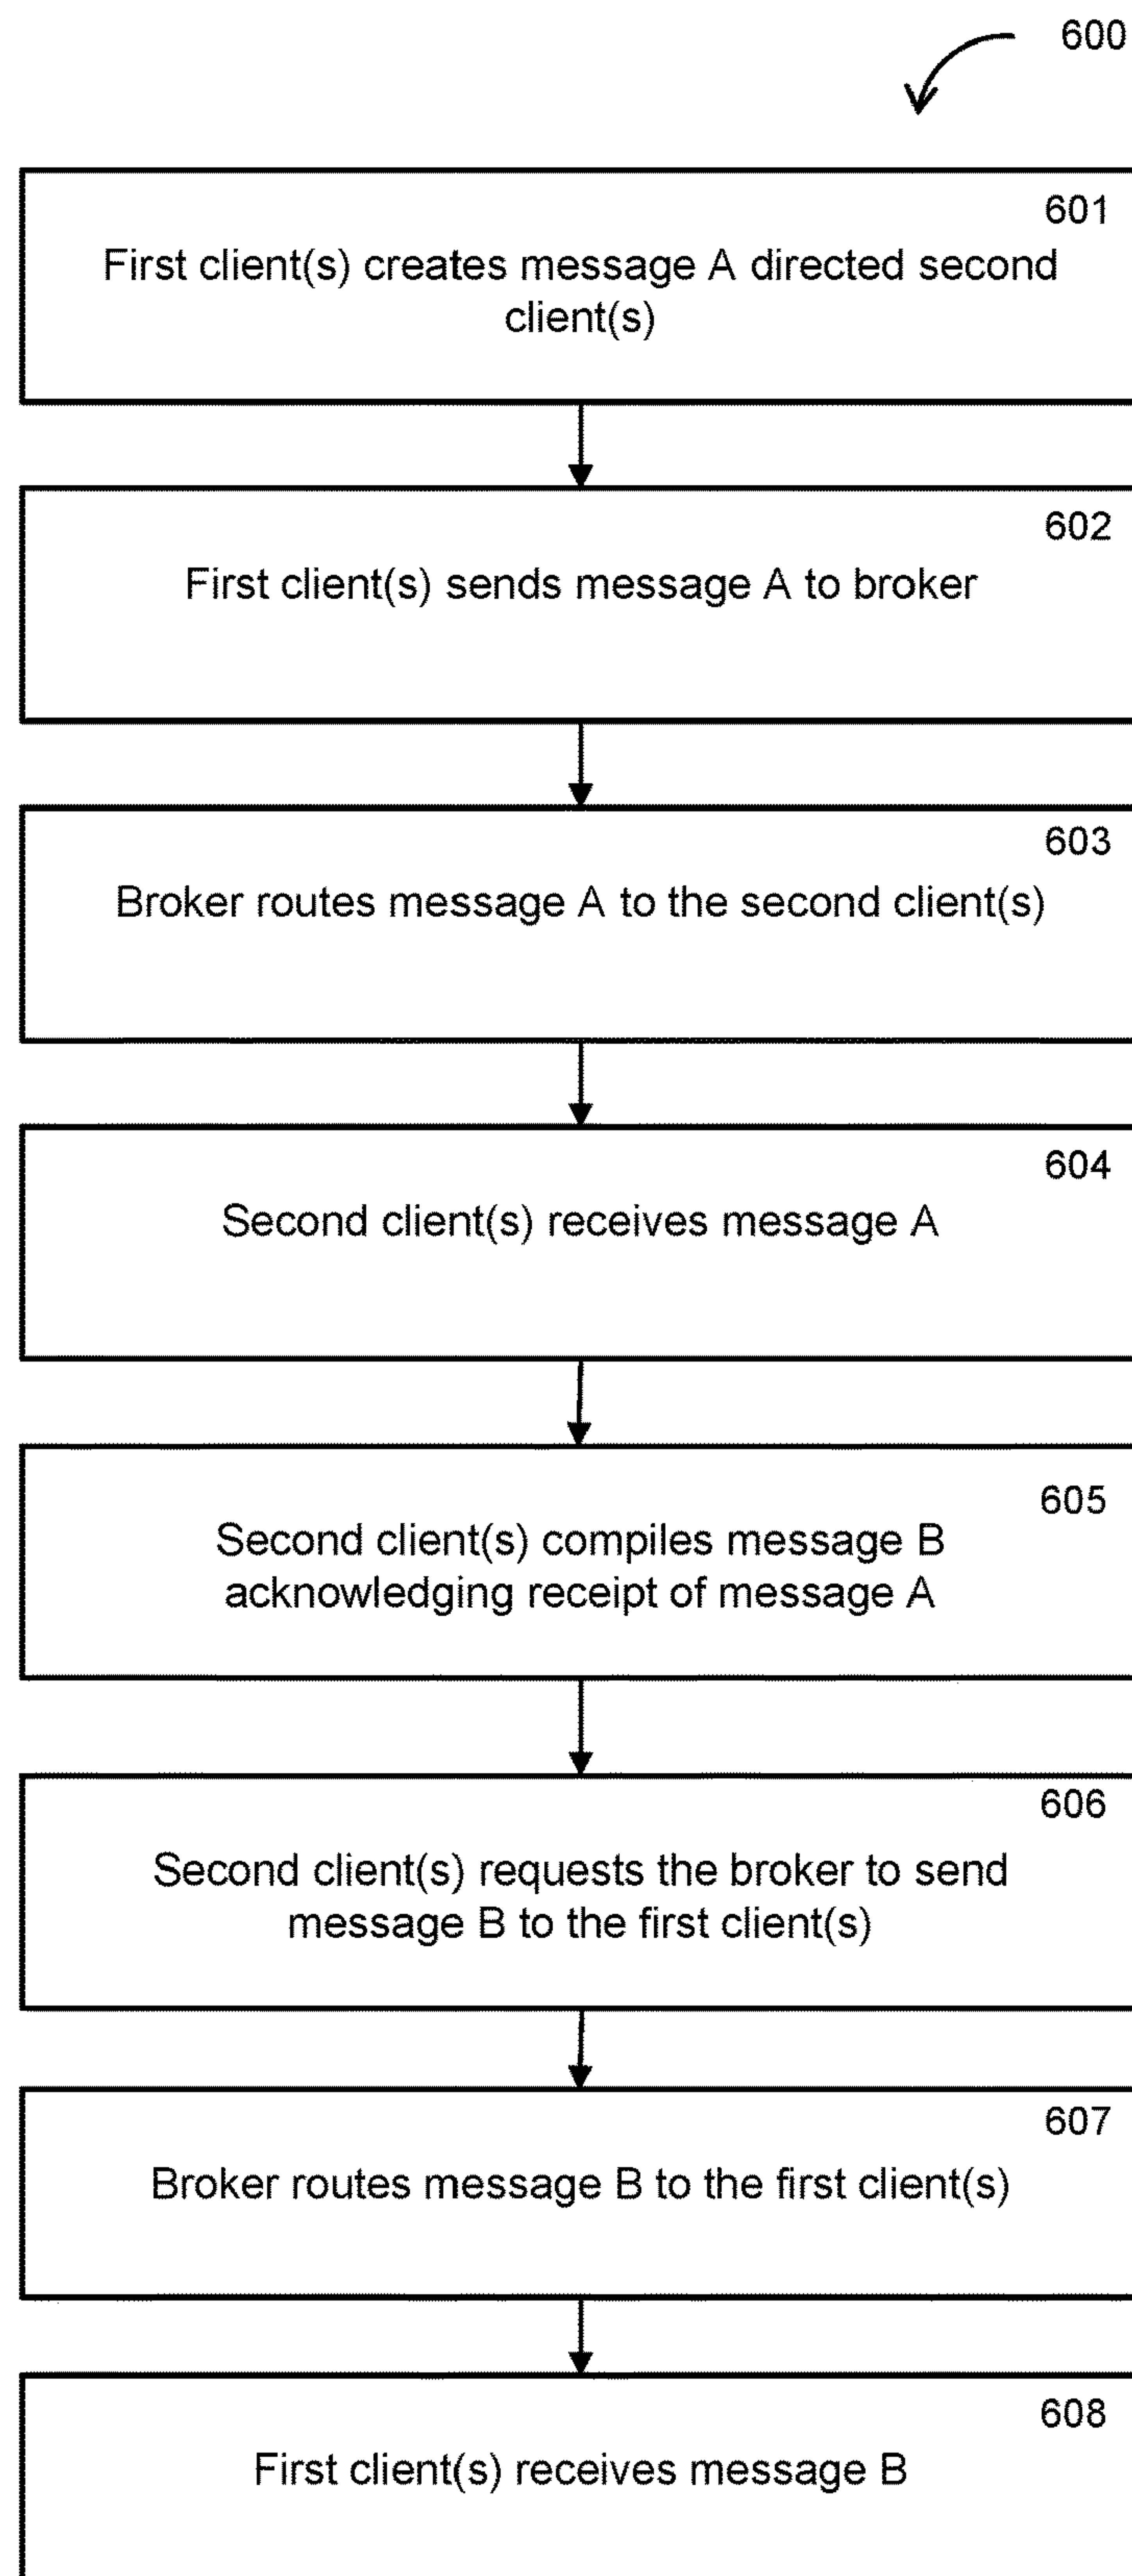 600
601
First client(s) creates message A directed second
client(s)
602
First client(s) sends message A to broker
603
Broker routes message A to the second client(s)
604
Second client(s) receives message A
605
Second client(s) compiles message B
acknowledging receipt of message A
606
Second client(s) requests the broker to send
message B to the first client(s)
607
Broker routes message B to the first client(s)
608
First client(s) receives message B